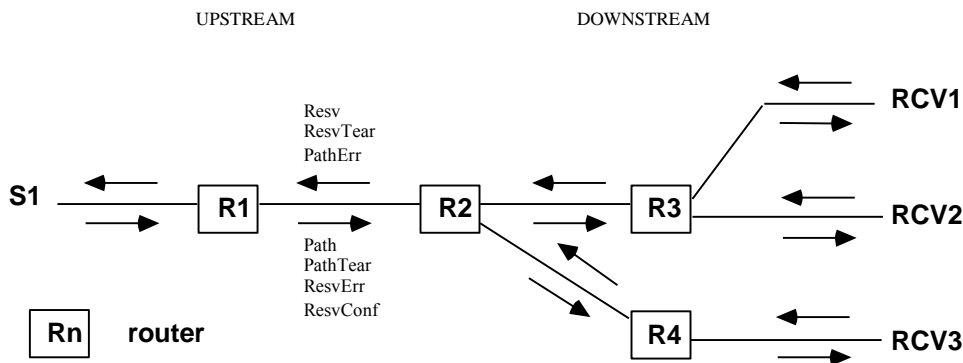 UPSTREAM
DOWNSTREAM
RCV1
Resv
ResvTear
PathErr
S1
R1
R2
R3
RCV2
Path
PathTear
ResvErr
ResvConf
Rn
router
R4
RCV3